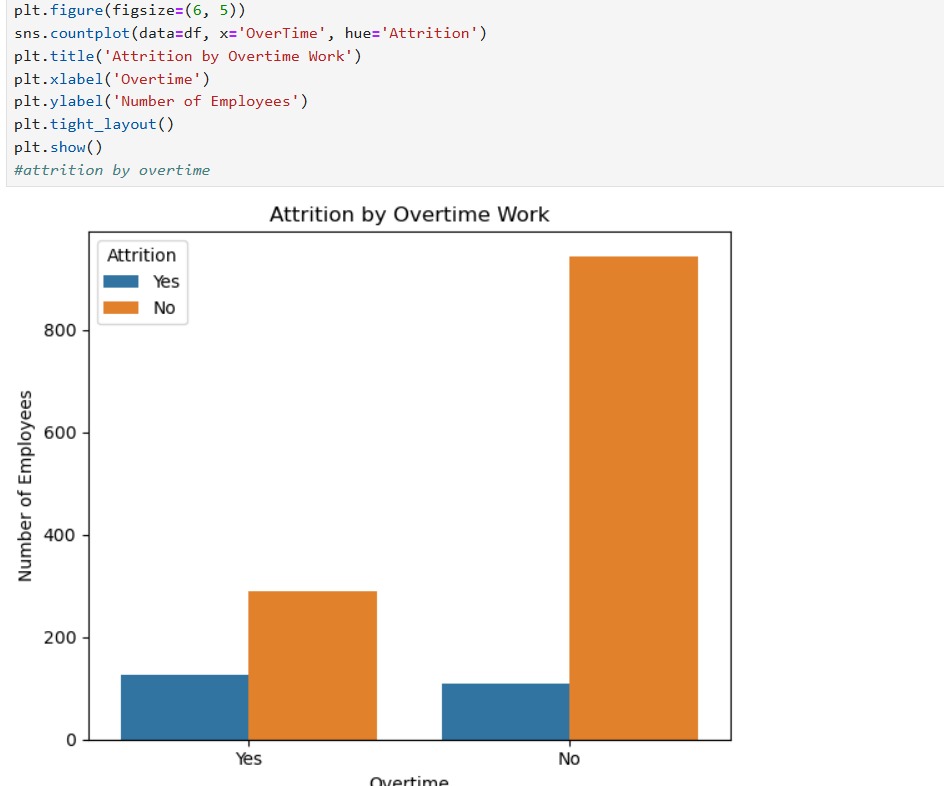 plt.figure(figsize=(6, 5))
sns.countplot(data=df, x='OverTime', hue='Attrition')
plt.title('Attrition by Overtime Work')
plt.xlabel('Overtime')
plt.ylabel('Number of Employees')
plt.tight_layout()
plt.show()
#attrition by overtime
Attrition by Overtime Work
Attrition
Yes
No
800
600
400
200
0
Number of Employees
Yes No
Overtime